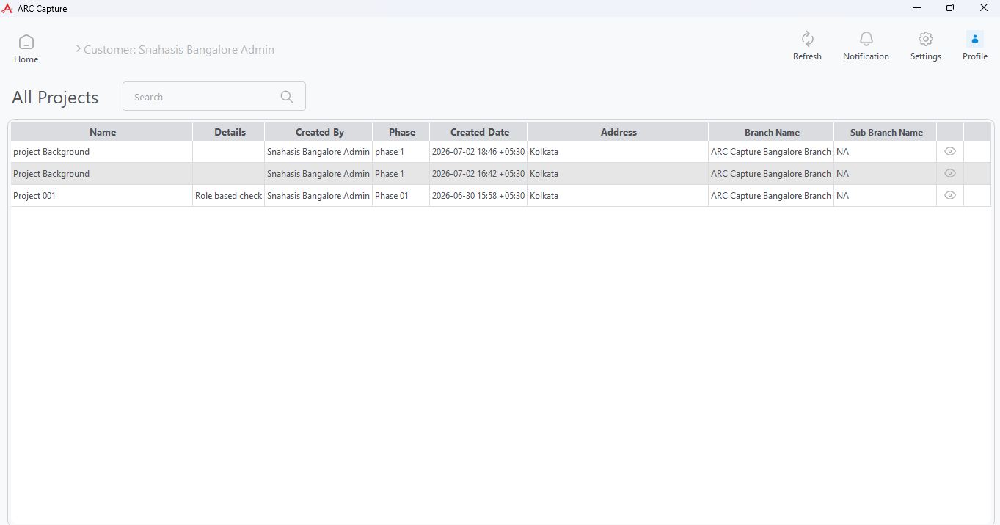 ARC Capture
Home
Customer: Snahasis Bangalore Admin
Refresh Notification Settings Profile
All Projects
Search
Name Details Created By Phase Created Date Address Branch Name Sub Branch Name
project Background Snahasis Bangalore Admin phase 1 2026-07-02 18:46 +05:30 Kolkata ARC Capture Bangalore Branch NA
Project Background Snahasis Bangalore Admin Phase 1 2026-07-02 16:42 +05:30 Kolkata ARC Capture Bangalore Branch NA
Project 001 Role based check Snahasis Bangalore Admin Phase 01 2026-06-30 15:58 +05:30 Kolkata ARC Capture Bangalore Branch NA